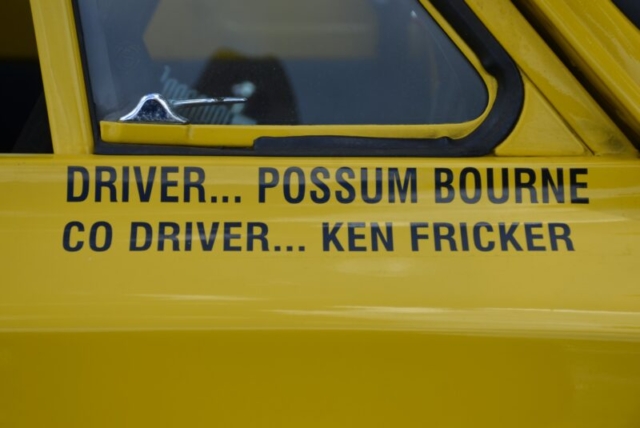 DRIVER... POSSUM BOURNE
CO DRIVER... KEN FRICKER